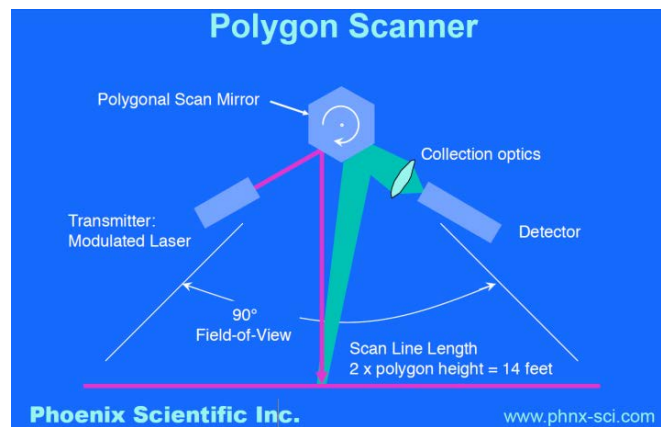 Polygon Scanner
Polygonal Scan Mirror
Collection optics
Transmitter:
Modulated Laser
Detector
90°
Field-of-View
Scan Line Length
2 x polygon height = 14 feet
Phoenix Scientific Inc.
www.phnx-sci.com